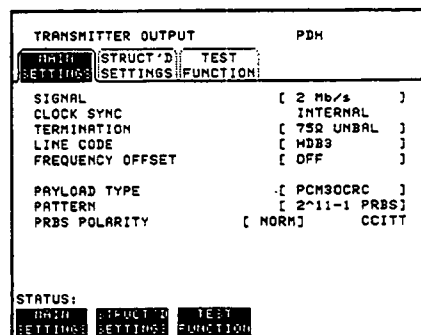 TRANSMITTER OUTPUT PDH
MAIN STRUCT'D TEST
SETTINGS SETTINGS FUNCTION
SIGNAL [ 2 Mb/s ]
CLOCK SYNC INTERNAL
TERMINATION [ 75Ω UNBAL ]
LINE CODE [ HDB3 ]
FREQUENCY OFFSET [ OFF ]
PAYLOAD TYPE [ PCM30CRC ]
PATTERN [ 2^11-1 PRBS]
PRBS POLARITY [ NORM] CCITT
STATUS:
MAIN STRUCT'D TEST
SETTINGS SETTINGS FUNCTION